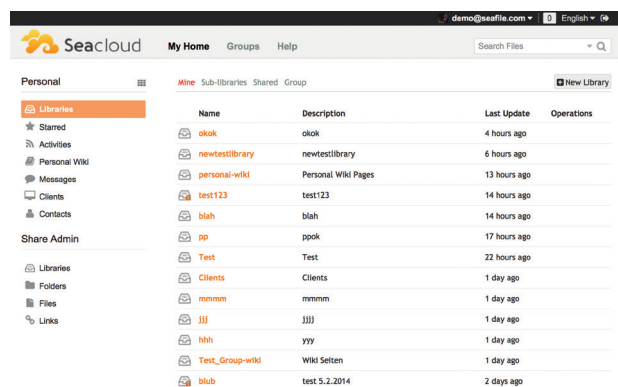 demo@seafile.com 0 English
Seacloud My Home Groups Help Search Files
Personal Mine Sub-libraries Shared Group New Library
Libraries Name Description Last Update Operations
Starred okok okok 4 hours ago
Activities newtestlibrary newtestlibrary 6 hours ago
Personal Wiki personal-wiki Personal Wiki Pages 13 hours ago
Messages test123 test123 14 hours ago
Clients blah blah 14 hours ago
Contacts pp ppok 17 hours ago
Share Admin Test Test 22 hours ago
Libraries Clients Clients 1 day ago
Folders mmmm mmmm 1 day ago
Files jjj jjjj 1 day ago
Links hhh yyy 1 day ago
Test_Group-wiki Wiki Seiten 1 day ago
blub test 5.2.2014 2 days ago